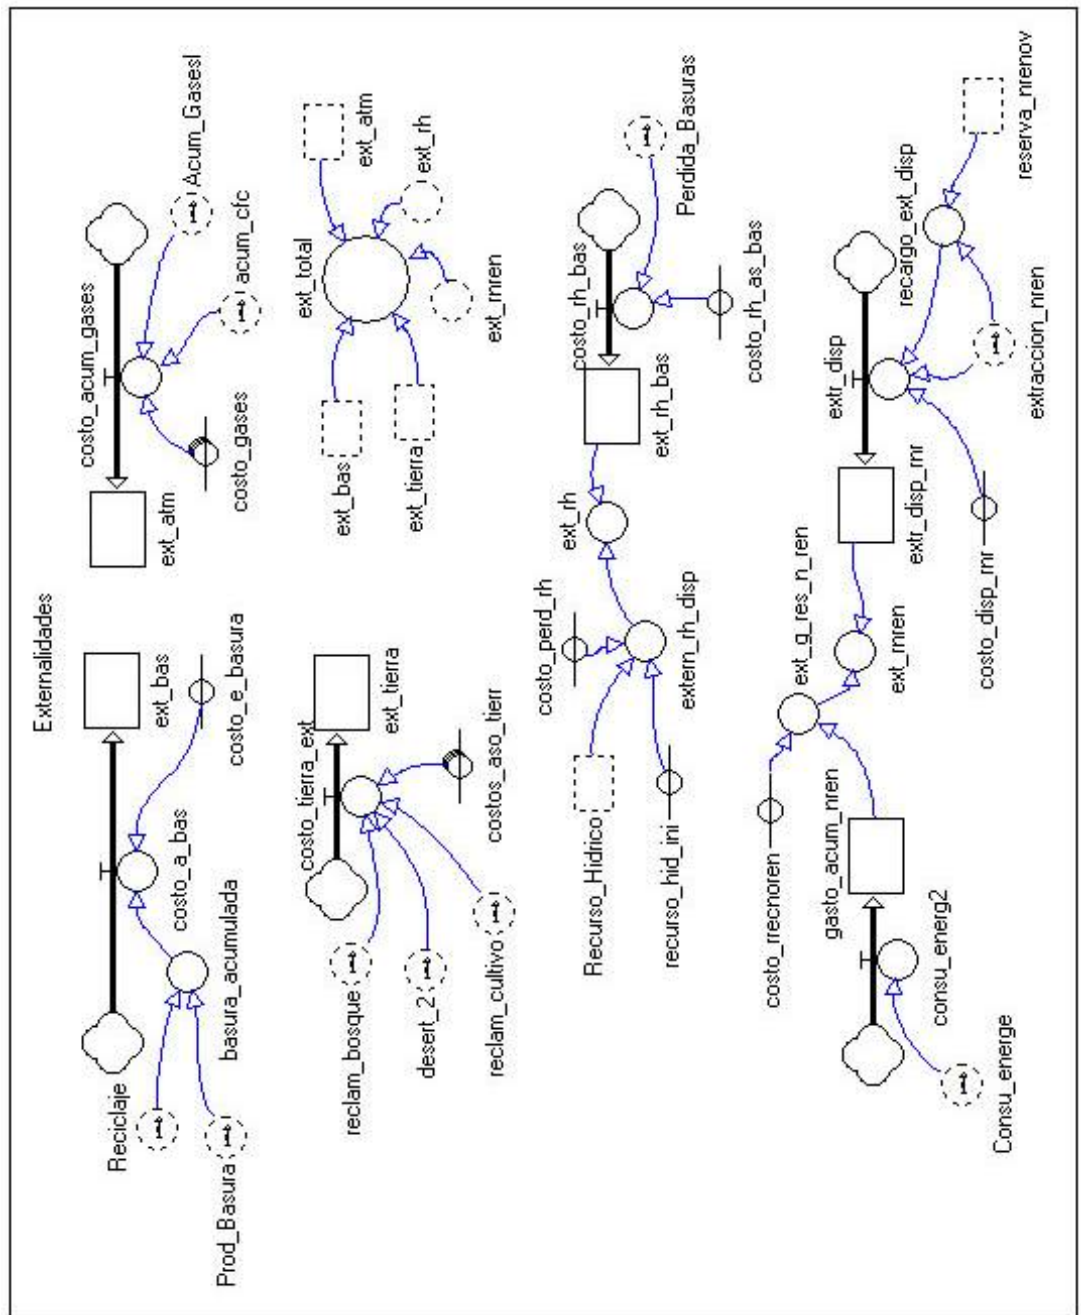 Externalidades
Reciclaje
Prod_Basura
basura_acumulada
costo_a_bas
ext_bas
costo_e_basura
costo_acum_gases
ext_atm
costo_gases
acum_cfc
Acum_Gasesl
costo_tierra_ext
ext_tierra
reclam_bosque
desert_2
reclam_cultivo
costos_aso_tierr
ext_total
ext_bas
ext_tierra
ext_atm
ext_rh
ext_rnren
costo_perd_rh
Recurso_Hidrico
recurso_hid_ini
extern_rh_disp
ext_rh
ext_rh_bas
costo_rh_bas
costo_rh_as_bas
Perdida_Basuras
costo_rrecnoren
ext_g_res_n_ren
gasto_acum_nren
consu_energ2
Consu_energe
ext_rnren
extr_disp_rnr
extr_disp
costo_disp_rnr
recargo_ext_disp
extraccion_nren
reserva_nrenov